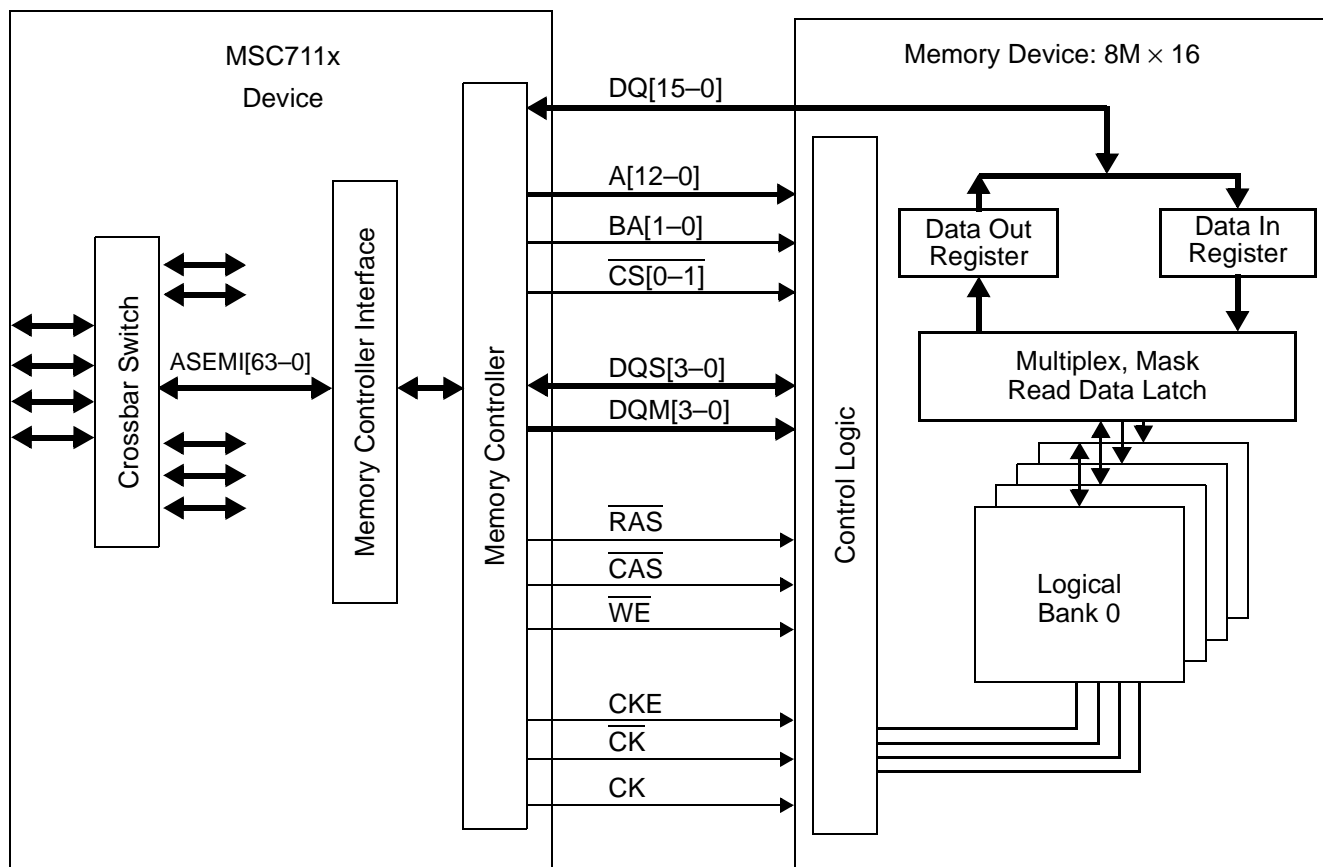 MSC711x
Device
Memory Device: 8M × 16
DQ[15–0]
A[12–0]
BA[1–0]
CS[0–1]
ASEMI[63–0]
DQS[3–0]
DQM[3–0]
RAS
CAS
WE
CKE
CK
CK
Crossbar Switch
Memory Controller Interface
Memory Controller
Control Logic
Data Out
Register
Data In
Register
Multiplex, Mask
Read Data Latch
Logical
Bank 0